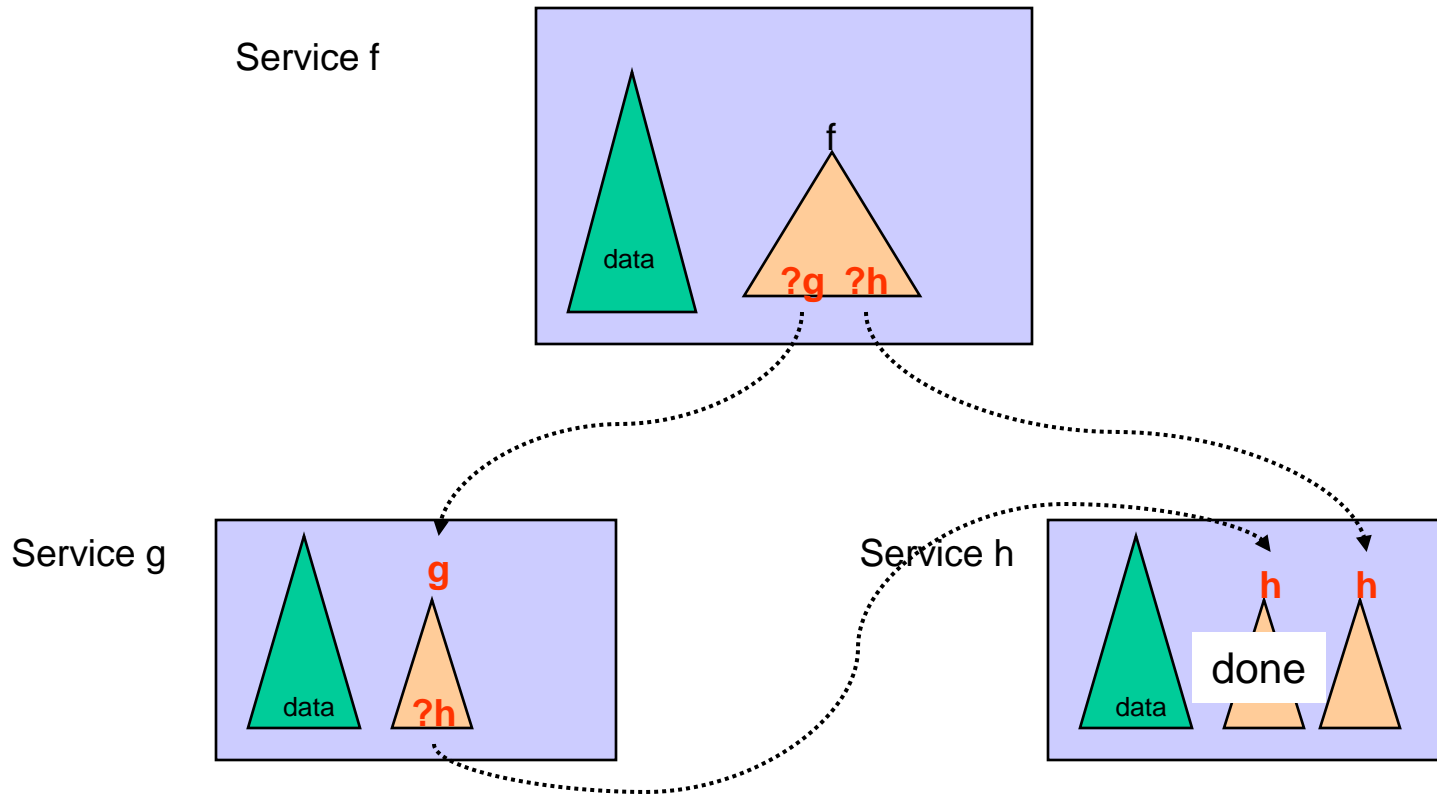 Service f
f
data
?g ?h
Service g
g
data
?h
Service h
h h
done
data